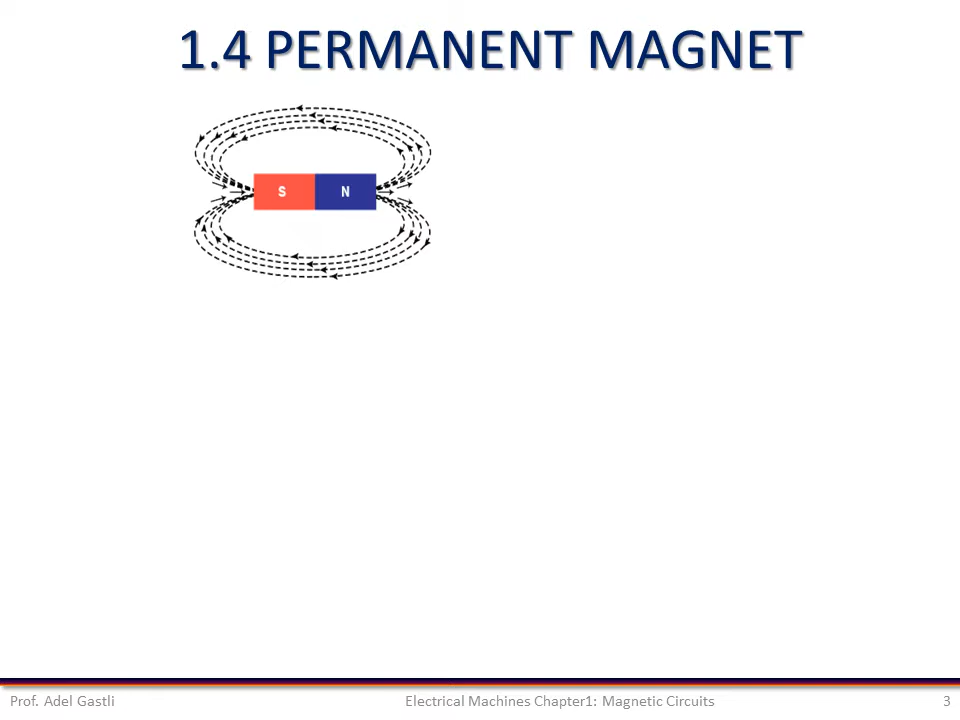 1.4 PERMANENT MAGNET
S N
Prof. Adel Gastli Electrical Machines Chapter1: Magnetic Circuits 3